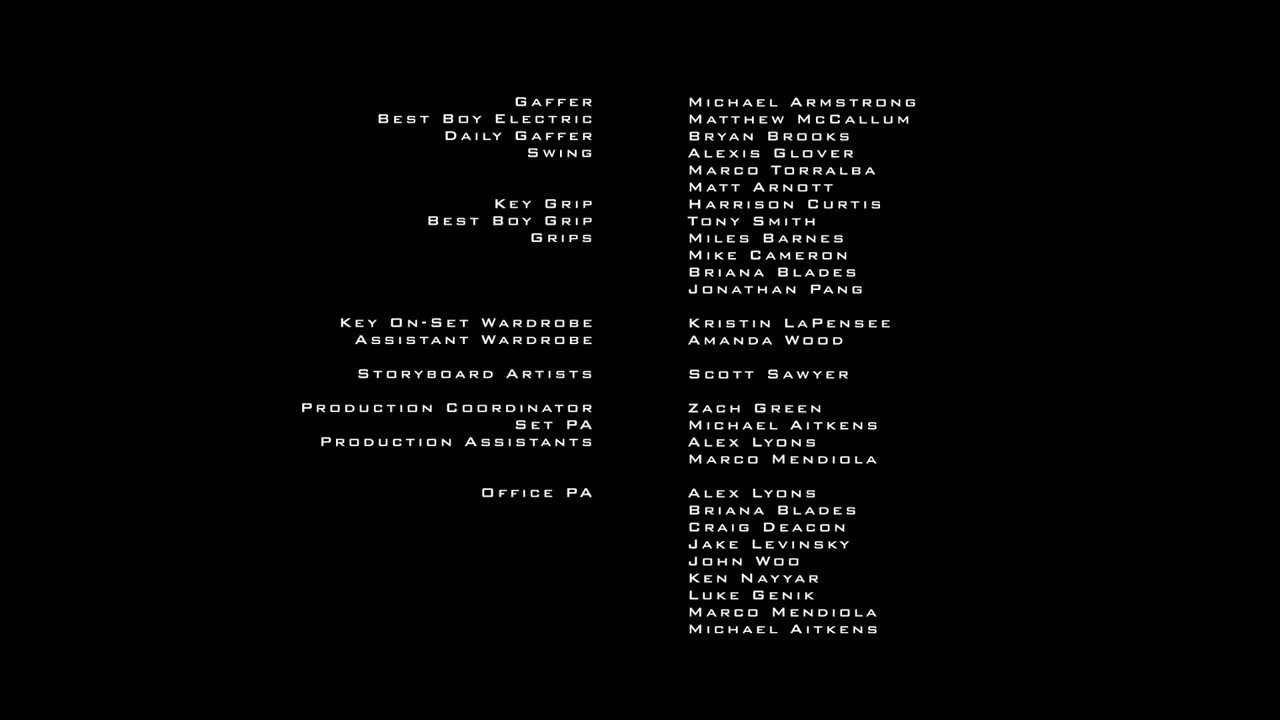 Gaffer Michael Armstrong
Best Boy Electric Matthew McCallum
Daily Gaffer Bryan Brooks
Swing Alexis Glover
Marco Torralba
Matt Arnott
Key Grip Harrison Curtis
Best Boy Grip Tony Smith
Grips Miles Barnes
Mike Cameron
Briana Blades
Jonathan Pang
Key On-Set Wardrobe Kristin LaPensee
Assistant Wardrobe Amanda Wood
Storyboard Artists Scott Sawyer
Production Coordinator Zach Green
Set PA Michael Aitkens
Production Assistants Alex Lyons
Marco Mendiola
Office PA Alex Lyons
Briana Blades
Craig Deacon
Jake Levinsky
John Woo
Ken Nayyar
Luke Genik
Marco Mendiola
Michael Aitkens